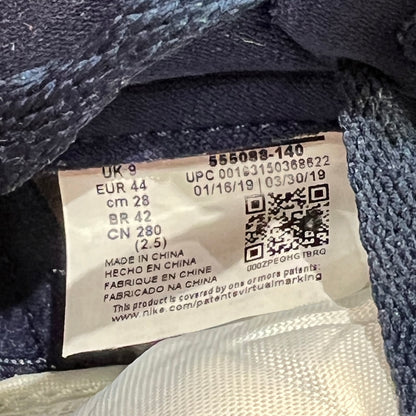 UK 9
EUR 44
cm 28
BR 42
CN 280
(2.5)
555088-140
UPC 00193150368622
01/16/19 03/30/19
000ZPEQHGTBRQ
MADE IN CHINA
HECHO EN CHINA
FABRIQUE EN CHINE
FABRICADO NA CHINA
This product is covered by one or more patents:
www.nike.com/patentsvirtualmarking